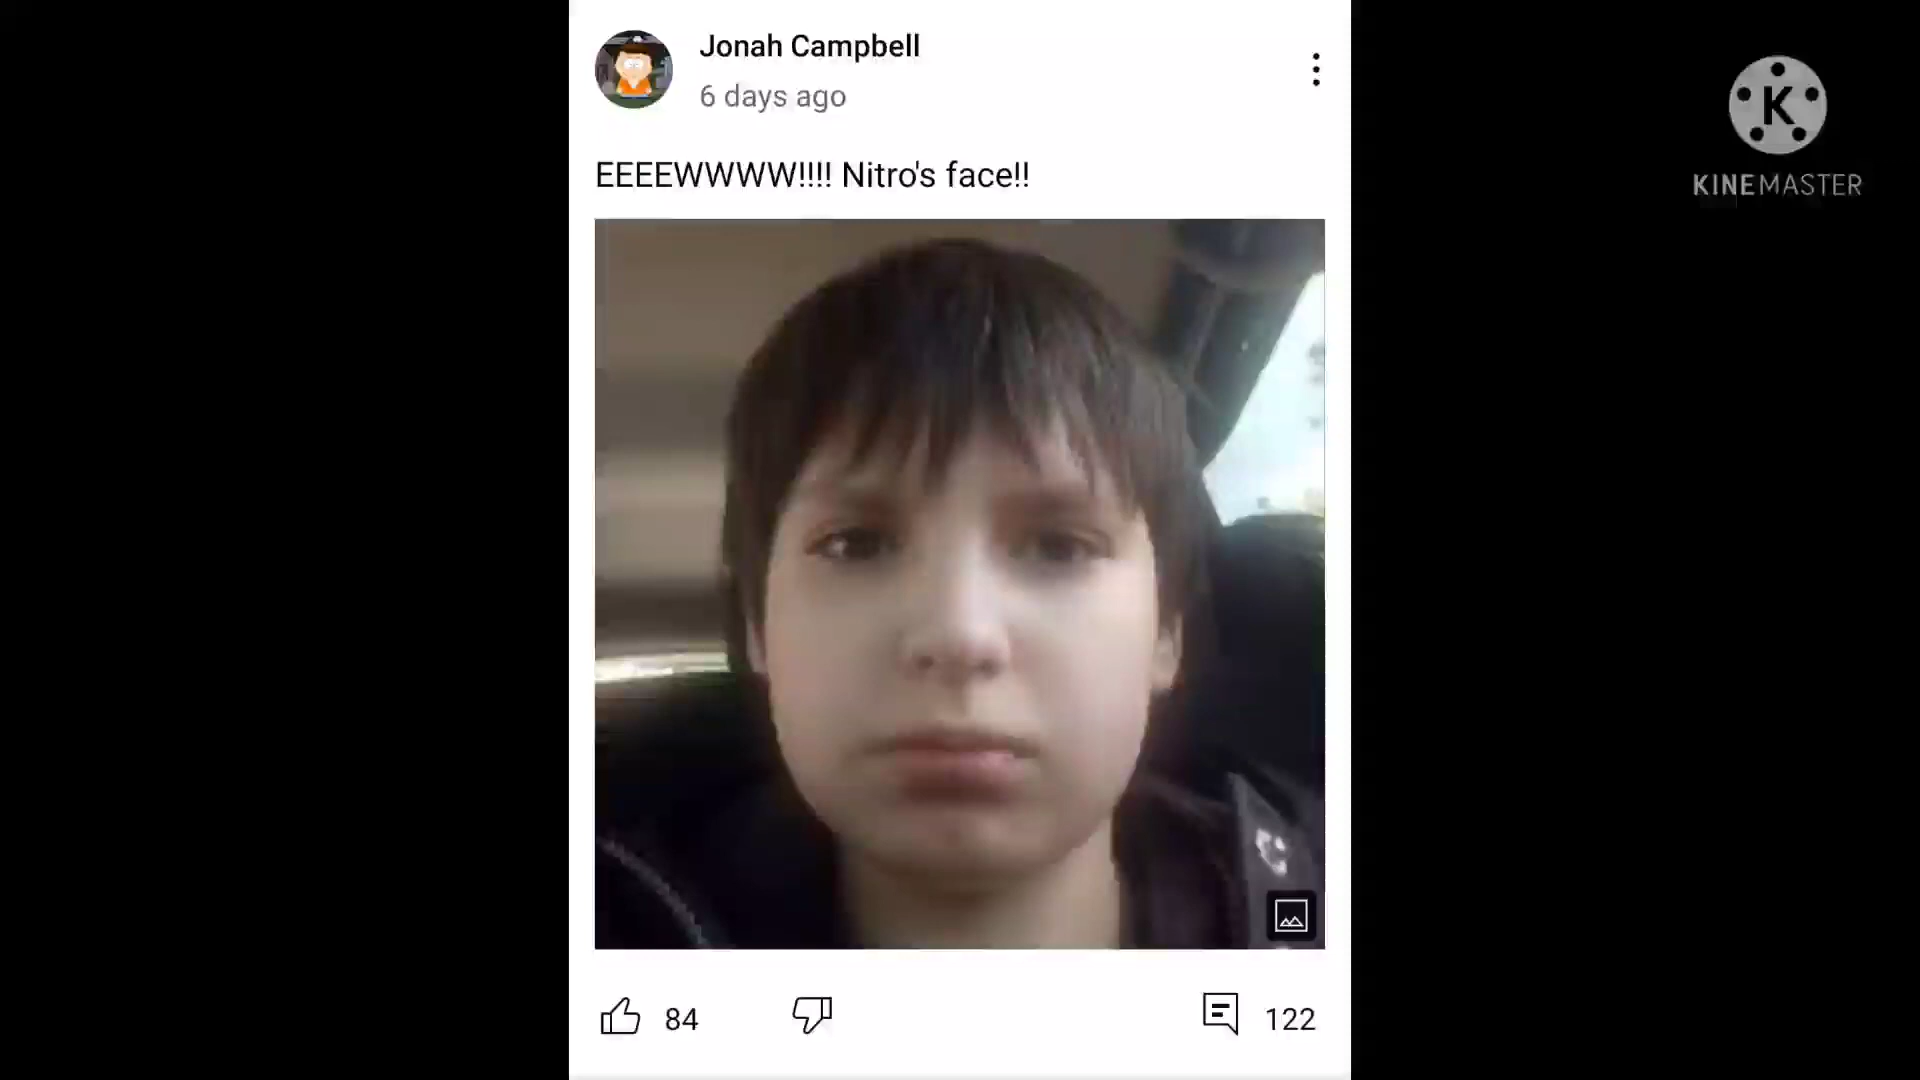 Jonah Campbell
6 days ago
EEEEWWWW!!!! Nitro's face!!
84
122
K
KINEMASTER